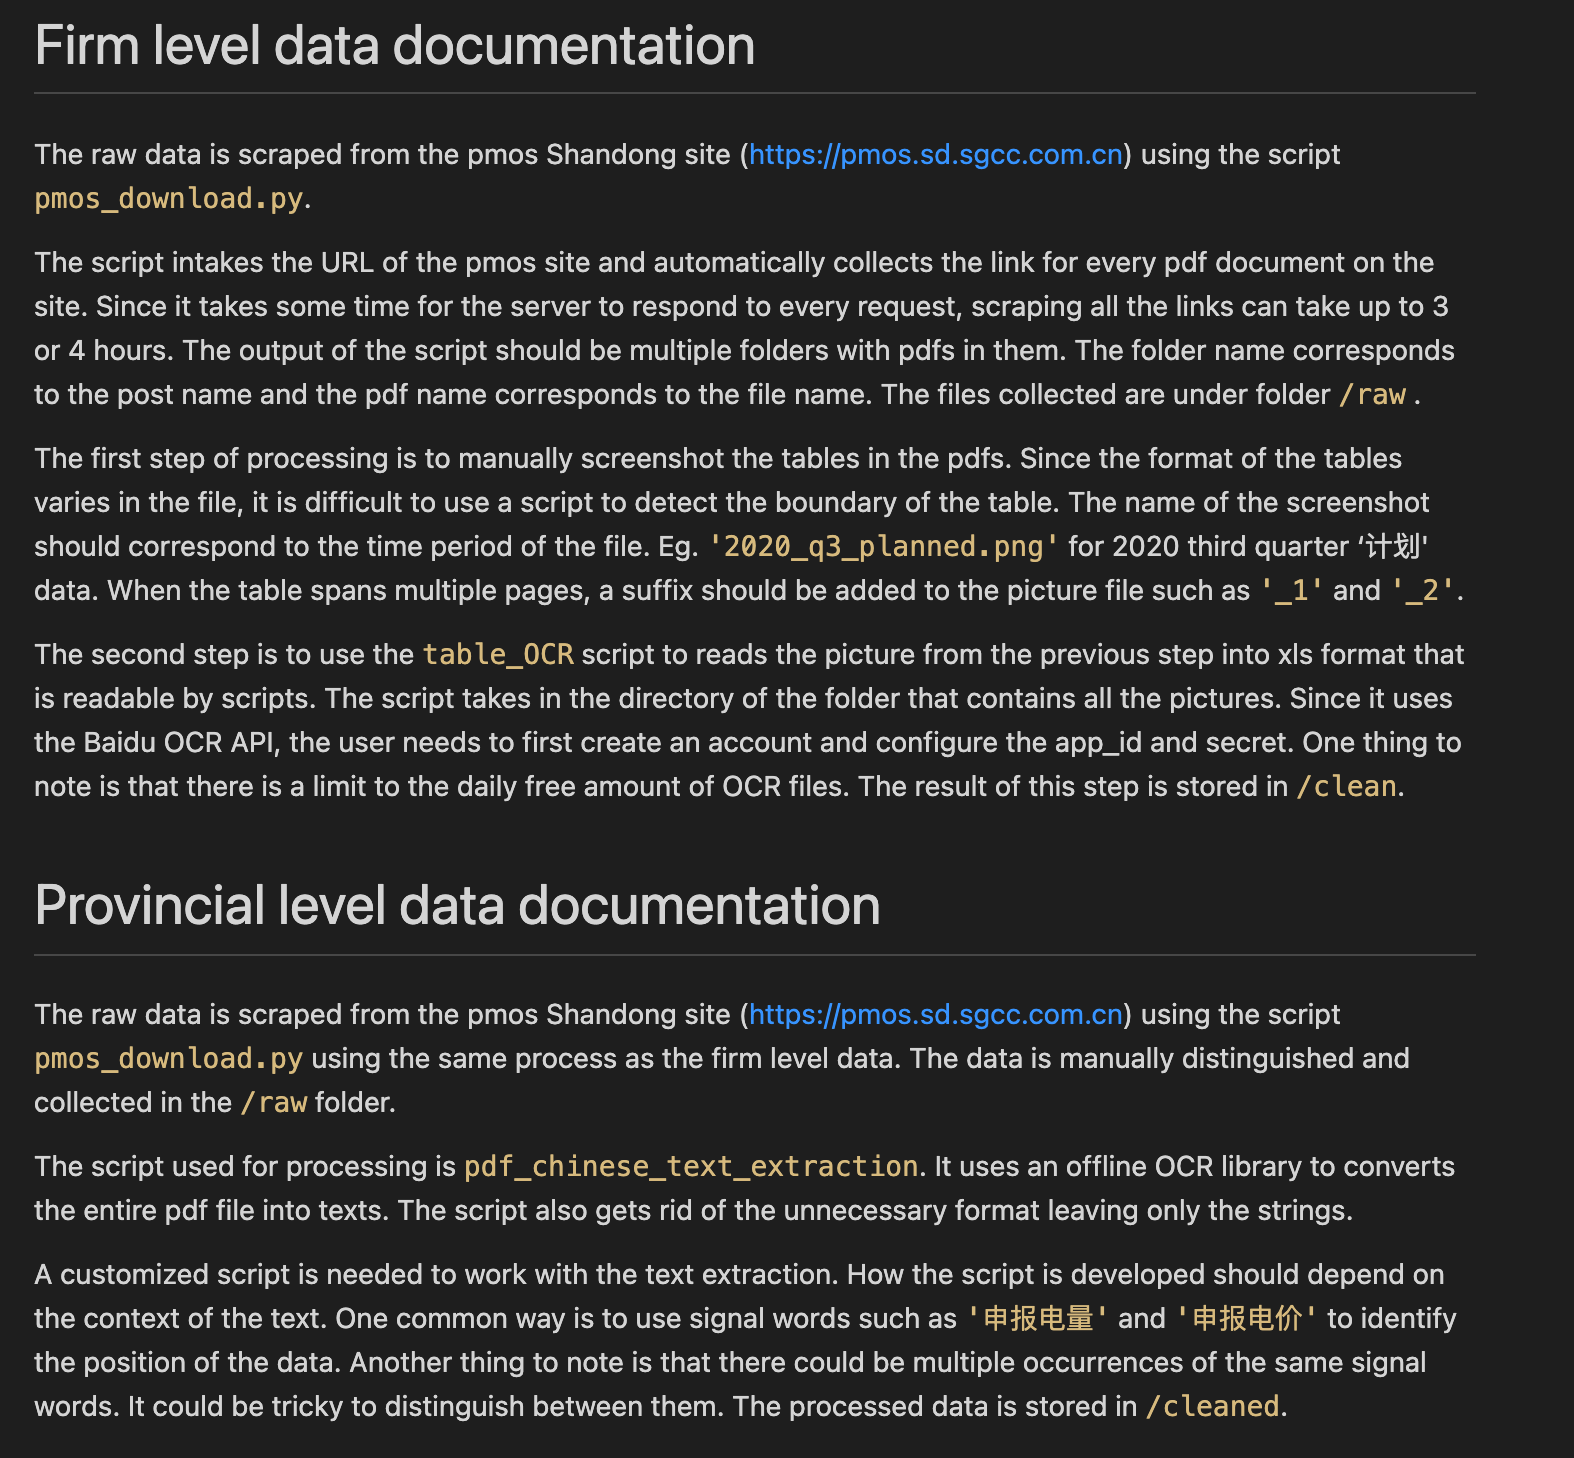 Firm level data documentation
The raw data is scraped from the pmos Shandong site (https://pmos.sd.sgcc.com.cn) using the script
pmos_download.py.
The script intakes the URL of the pmos site and automatically collects the link for every pdf document on the
site. Since it takes some time for the server to respond to every request, scraping all the links can take up to 3
or 4 hours. The output of the script should be multiple folders with pdfs in them. The folder name corresponds
to the post name and the pdf name corresponds to the file name. The files collected are under folder /raw .
The first step of processing is to manually screenshot the tables in the pdfs. Since the format of the tables
varies in the file, it is difficult to use a script to detect the boundary of the table. The name of the screenshot
should correspond to the time period of the file. Eg. '2020_q3_planned.png' for 2020 third quarter ‘计划'
data. When the table spans multiple pages, a suffix should be added to the picture file such as '_1' and '_2'.
The second step is to use the table_OCR script to reads the picture from the previous step into xls format that
is readable by scripts. The script takes in the directory of the folder that contains all the pictures. Since it uses
the Baidu OCR API, the user needs to first create an account and configure the app_id and secret. One thing to
note is that there is a limit to the daily free amount of OCR files. The result of this step is stored in /clean.
Provincial level data documentation
The raw data is scraped from the pmos Shandong site (https://pmos.sd.sgcc.com.cn) using the script
pmos_download.py using the same process as the firm level data. The data is manually distinguished and
collected in the /raw folder.
The script used for processing is pdf_chinese_text_extraction. It uses an offline OCR library to converts
the entire pdf file into texts. The script also gets rid of the unnecessary format leaving only the strings.
A customized script is needed to work with the text extraction. How the script is developed should depend on
the context of the text. One common way is to use signal words such as '申报电量' and '申报电价' to identify
the position of the data. Another thing to note is that there could be multiple occurrences of the same signal
words. It could be tricky to distinguish between them. The processed data is stored in /cleaned.